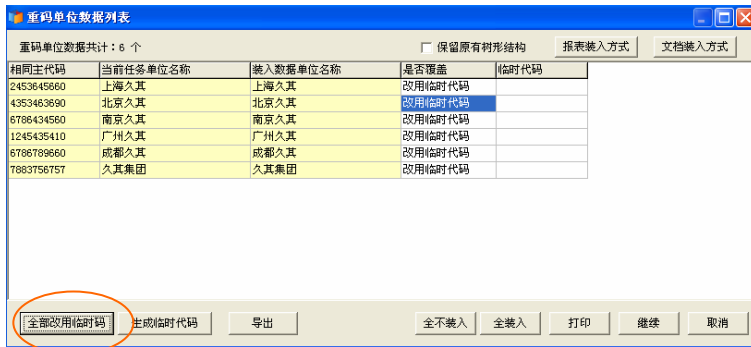 重码单位数据列表
重码单位数据共计：6 个 保留原有树形结构 报表装入方式 文档装入方式
相同主代码 当前任务单位名称 装入数据单位名称 是否覆盖 临时代码
2453645660 上海久其 上海久其 改用临时代码
4353463690 北京久其 北京久其 改用临时代码
6786434560 南京久其 南京久其 改用临时代码
1245435410 广州久其 广州久其 改用临时代码
6786789660 成都久其 成都久其 改用临时代码
7883756757 久其集团 久其集团 改用临时代码
全部改用临时码 生成临时代码 导出 全不装入 全装入 打印 继续 取消